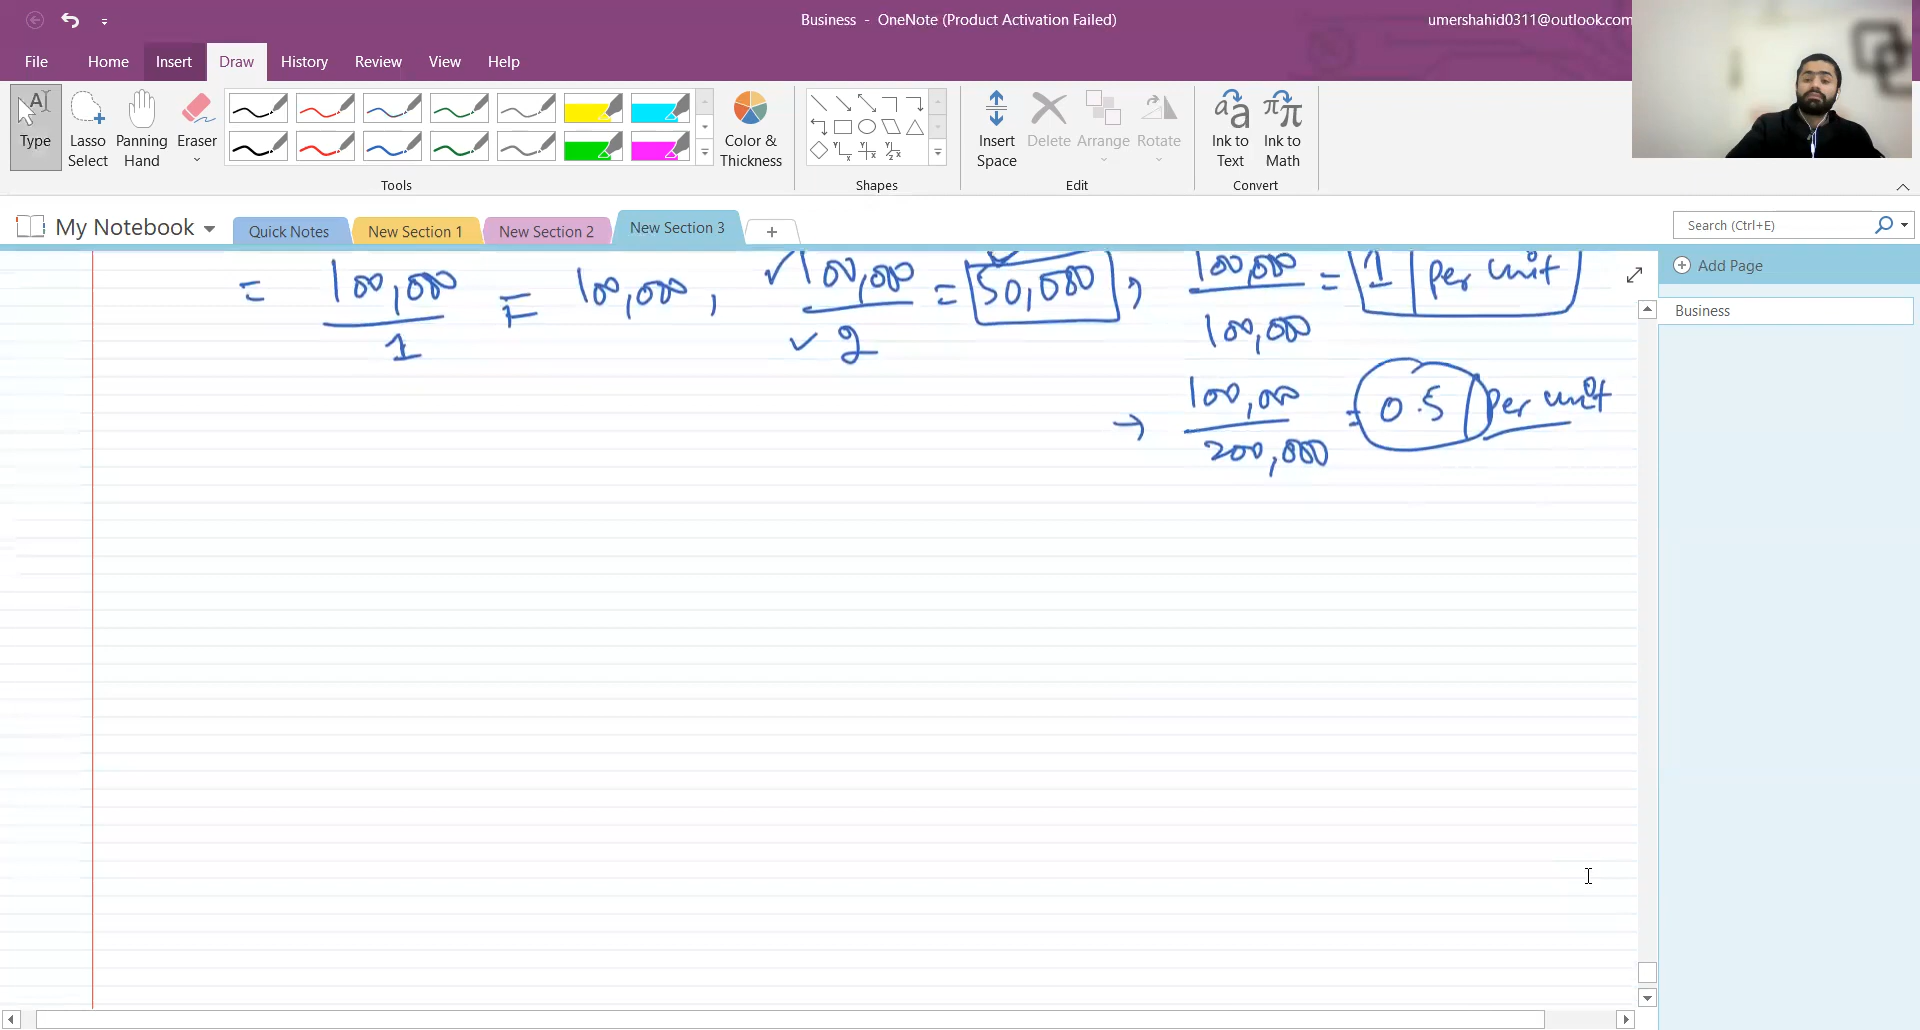 Business - OneNote (Product Activation Failed)
umershahid0311@outlook.com
File Home Insert Draw History Review View Help
Type
Lasso Select
Panning Hand
Eraser
Color & Thickness
Insert Space
Delete
Arrange
Rotate
Ink to Text
Ink to Math
Tools
Shapes
Edit
Convert
My Notebook
Quick Notes
New Section 1
New Section 2
New Section 3
Search (Ctrl+E)
Add Page
Business
= 100,000 / 1 = 100,000, ✓100,000 / ✓2 = 50,000, 100,000 / 100,000 = 1 per unit
→ 100,000 / 200,000 = 0.5 per unit